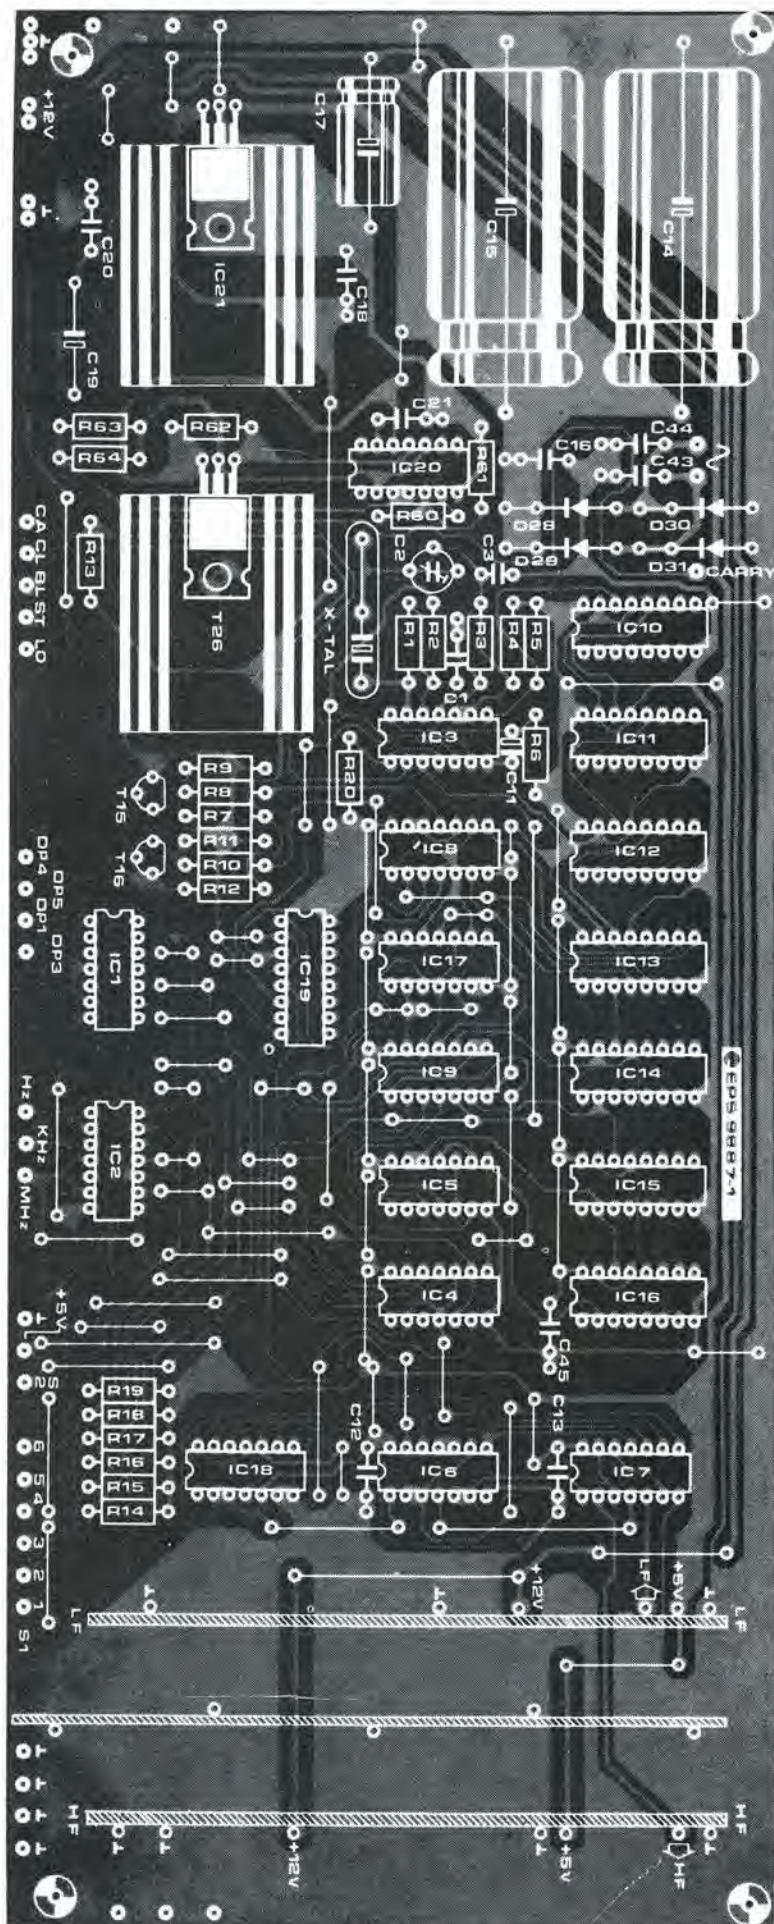 ⊥
+12V
⊥
C17
C15
C14
C20
IC21
C18
C19
R63
R62
R64
C21
IC20
R61
C16
C44
C43
R60
D28
D30
CA CL BL ST LD
R13
C2
C3
D29
D31
CARRY
T26
X-TAL
R1
R2
C1
R3
R4
R5
IC10
IC3
C11
R6
IC11
R20
T15
R9
R8
R7
R11
T16
R10
R12
IC8
IC12
DP4 DP1
DP5 DP3
IC1
IC19
IC17
IC13
IC9
IC14
EPS 9887-1
Hz
KHz
MHz
IC2
IC5
IC15
IC4
IC16
C45
⊥
+5V
L
S2
R19
R18
R17
R16
R15
R14
6
5
4
3
2
1
S1
IC18
C12
IC6
C13
IC7
LF
⊥
⊥
+12V
LF
+5V
⊥
LF
⊥
⊥
⊥
⊥
HF
⊥
⊥
+12V
⊥
+5V
HF
⊥
HF